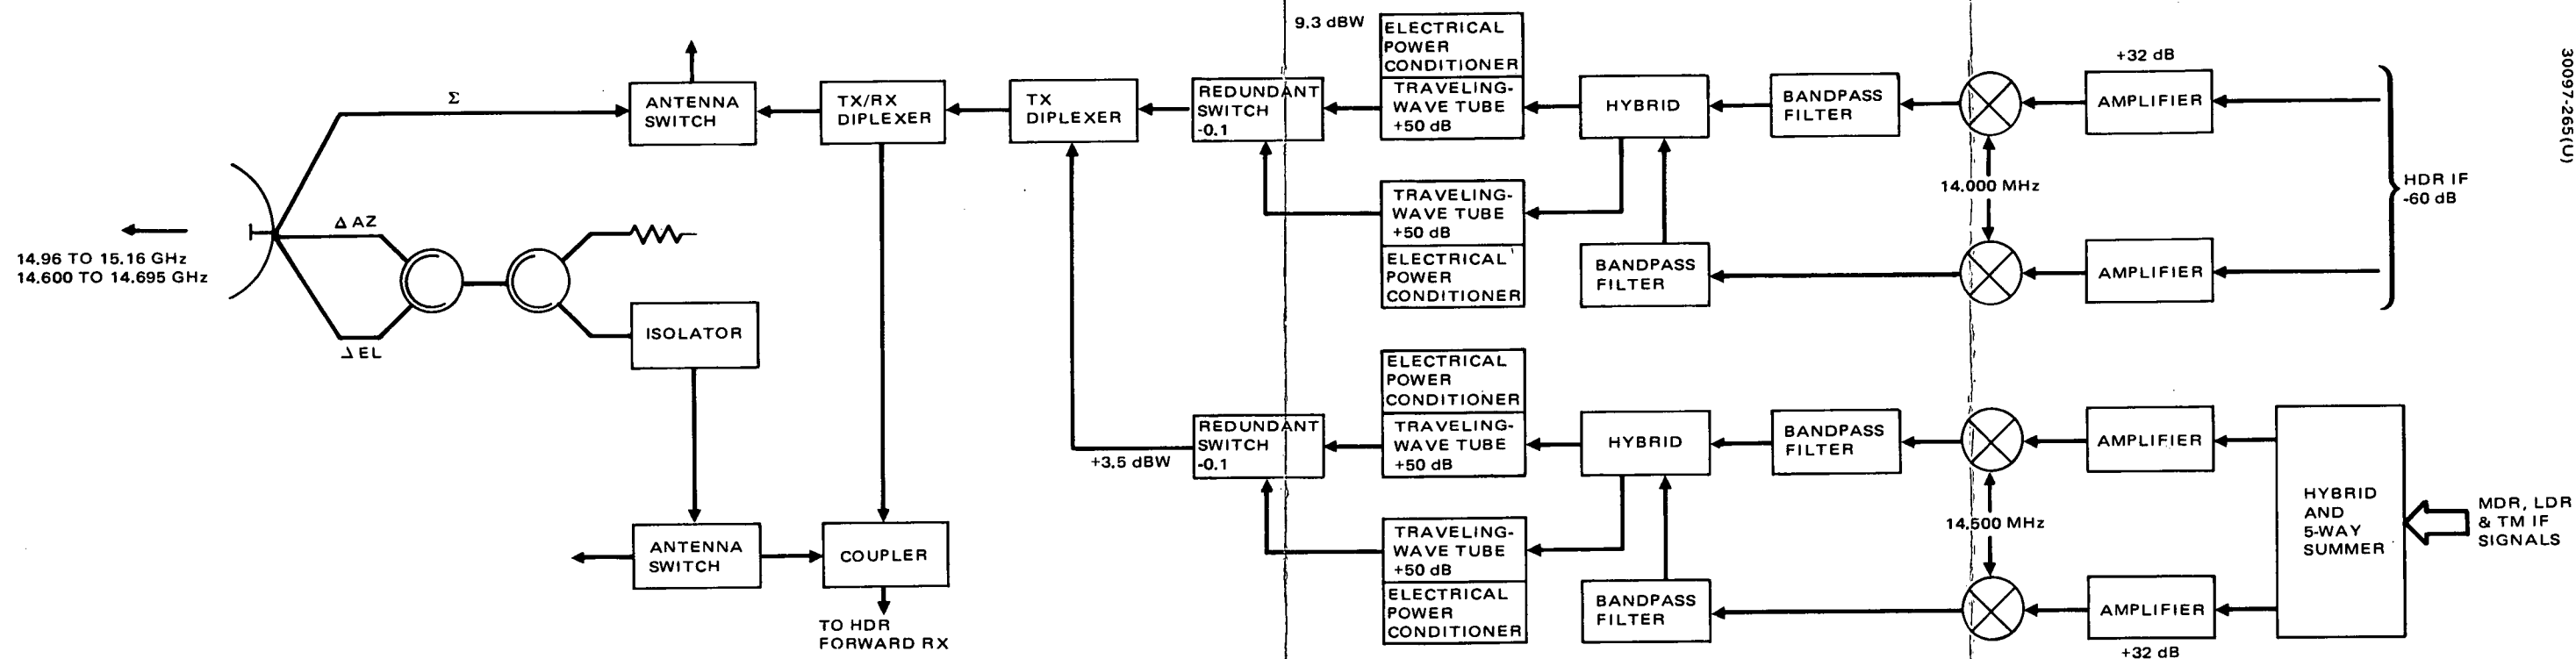 9.3 dBW
ELECTRICAL
POWER
CONDITIONER
TRAVELING-
WAVE TUBE
+50 dB
+32 dB
30097-265(U)
Σ
ANTENNA
SWITCH
TX/RX
DIPLEXER
TX
DIPLEXER
REDUNDANT
SWITCH
-0.1
HYBRID
BANDPASS
FILTER
AMPLIFIER
14.000 MHz
HDR IF
-60 dB
Δ AZ
14.96 TO 15.16 GHz
14.600 TO 14.695 GHz
TRAVELING-
WAVE TUBE
+50 dB
ELECTRICAL
POWER
CONDITIONER
BANDPASS
FILTER
AMPLIFIER
Δ EL
ISOLATOR
ELECTRICAL
POWER
CONDITIONER
TRAVELING-
WAVE TUBE
+50 dB
+3.5 dBW
REDUNDANT
SWITCH
-0.1
HYBRID
BANDPASS
FILTER
AMPLIFIER
14.500 MHz
HYBRID
AND
5-WAY
SUMMER
MDR, LDR
& TM IF
SIGNALS
ANTENNA
SWITCH
COUPLER
TO HDR
FORWARD RX
TRAVELING-
WAVE TUBE
+50 dB
ELECTRICAL
POWER
CONDITIONER
BANDPASS
FILTER
AMPLIFIER
+32 dB